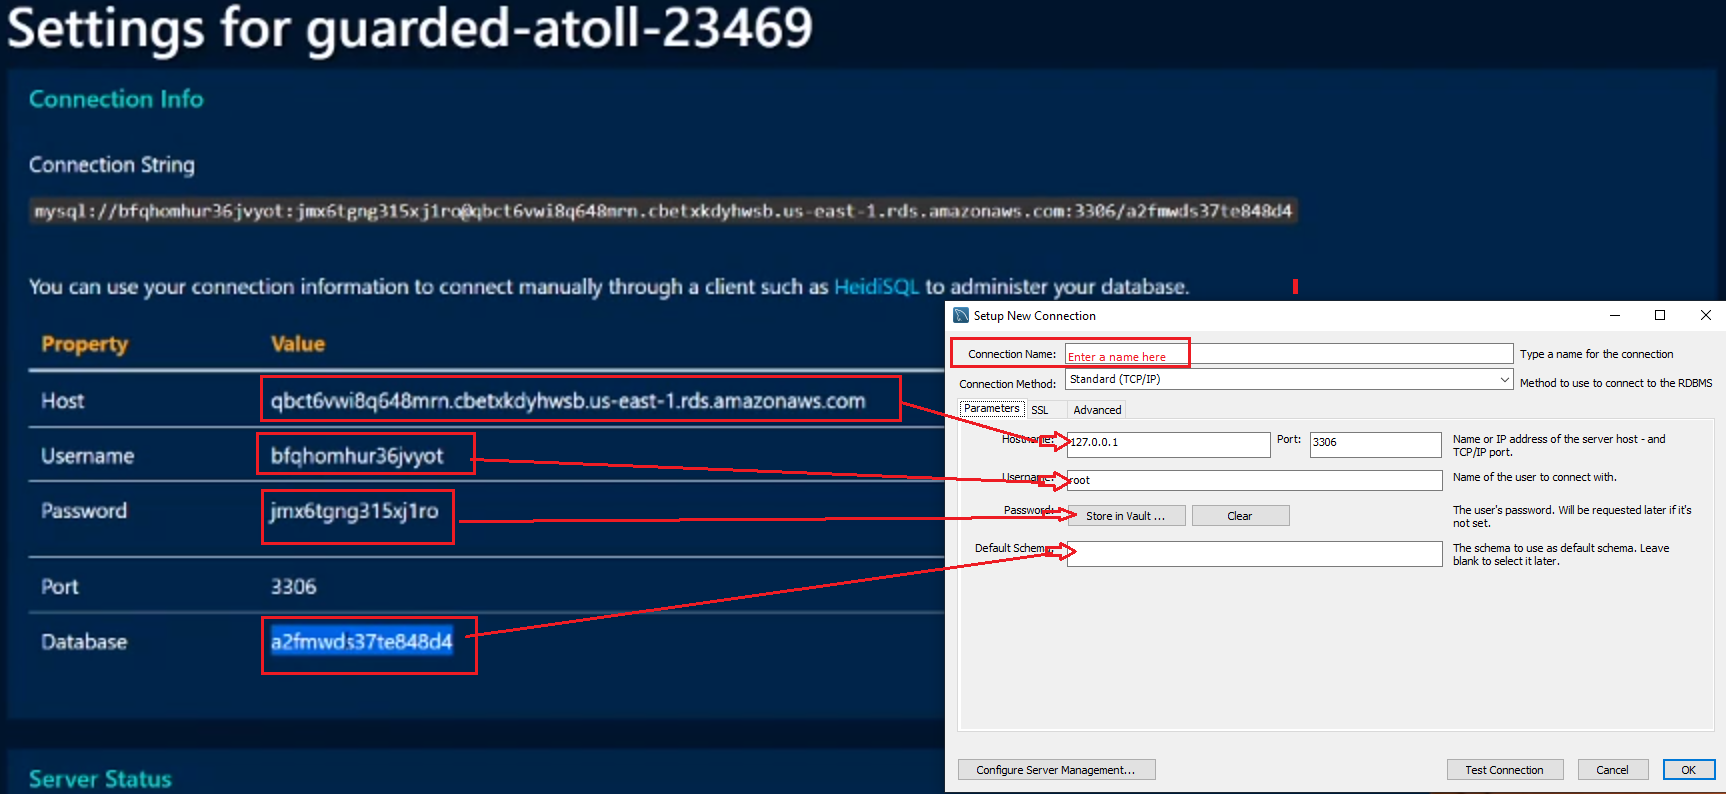 Settings for guarded-atoll-23469
Connection Info
Connection String
mysql://bfqhomhur36jvyot:jmx6tgng315xj1ro@qbct6vwi8q648mrn.cbetxkdyhwsb.us-east-1.rds.amazonaws.com:3306/a2fmwds37te848d4
You can use your connection information to connect manually through a client such as HeidiSQL to administer your database.
Property Value
Host qbct6vwi8q648mrn.cbetxkdyhwsb.us-east-1.rds.amazonaws.com
Username bfqhomhur36jvyot
Password jmx6tgng315xj1ro
Port 3306
Database a2fmwds37te848d4
Server Status
Setup New Connection
Connection Name: Enter a name here Type a name for the connection
Connection Method: Standard (TCP/IP) Method to use to connect to the RDBMS
Parameters SSL Advanced
Hostname: 127.0.0.1 Port: 3306 Name or IP address of the server host - and
TCP/IP port.
Username: root Name of the user to connect with.
Password: Store in Vault ... Clear The user's password. Will be requested later if it's
not set.
Default Schema: The schema to use as default schema. Leave
blank to select it later.
Configure Server Management... Test Connection Cancel OK